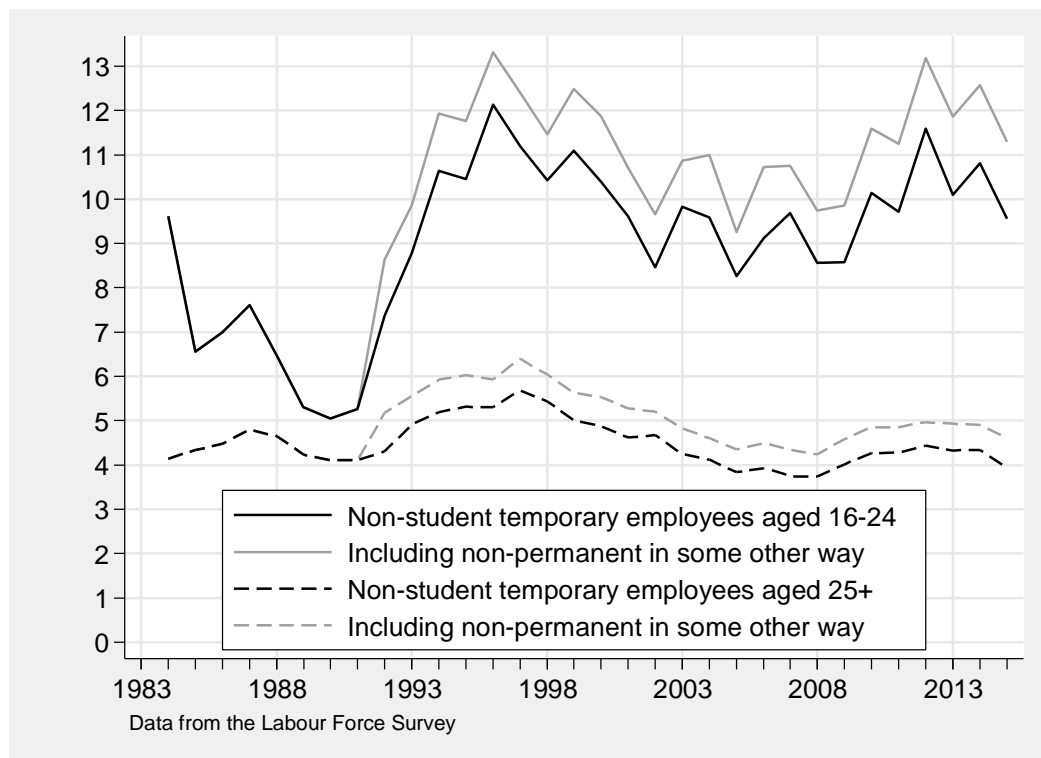 13
12
11
10
9
8
7
6
5
4
3
2
1
0
Non-student temporary employees aged 16-24
Including non-permanent in some other way
Non-student temporary employees aged 25+
Including non-permanent in some other way
1983 1988 1993 1998 2003 2008 2013
Data from the Labour Force Survey